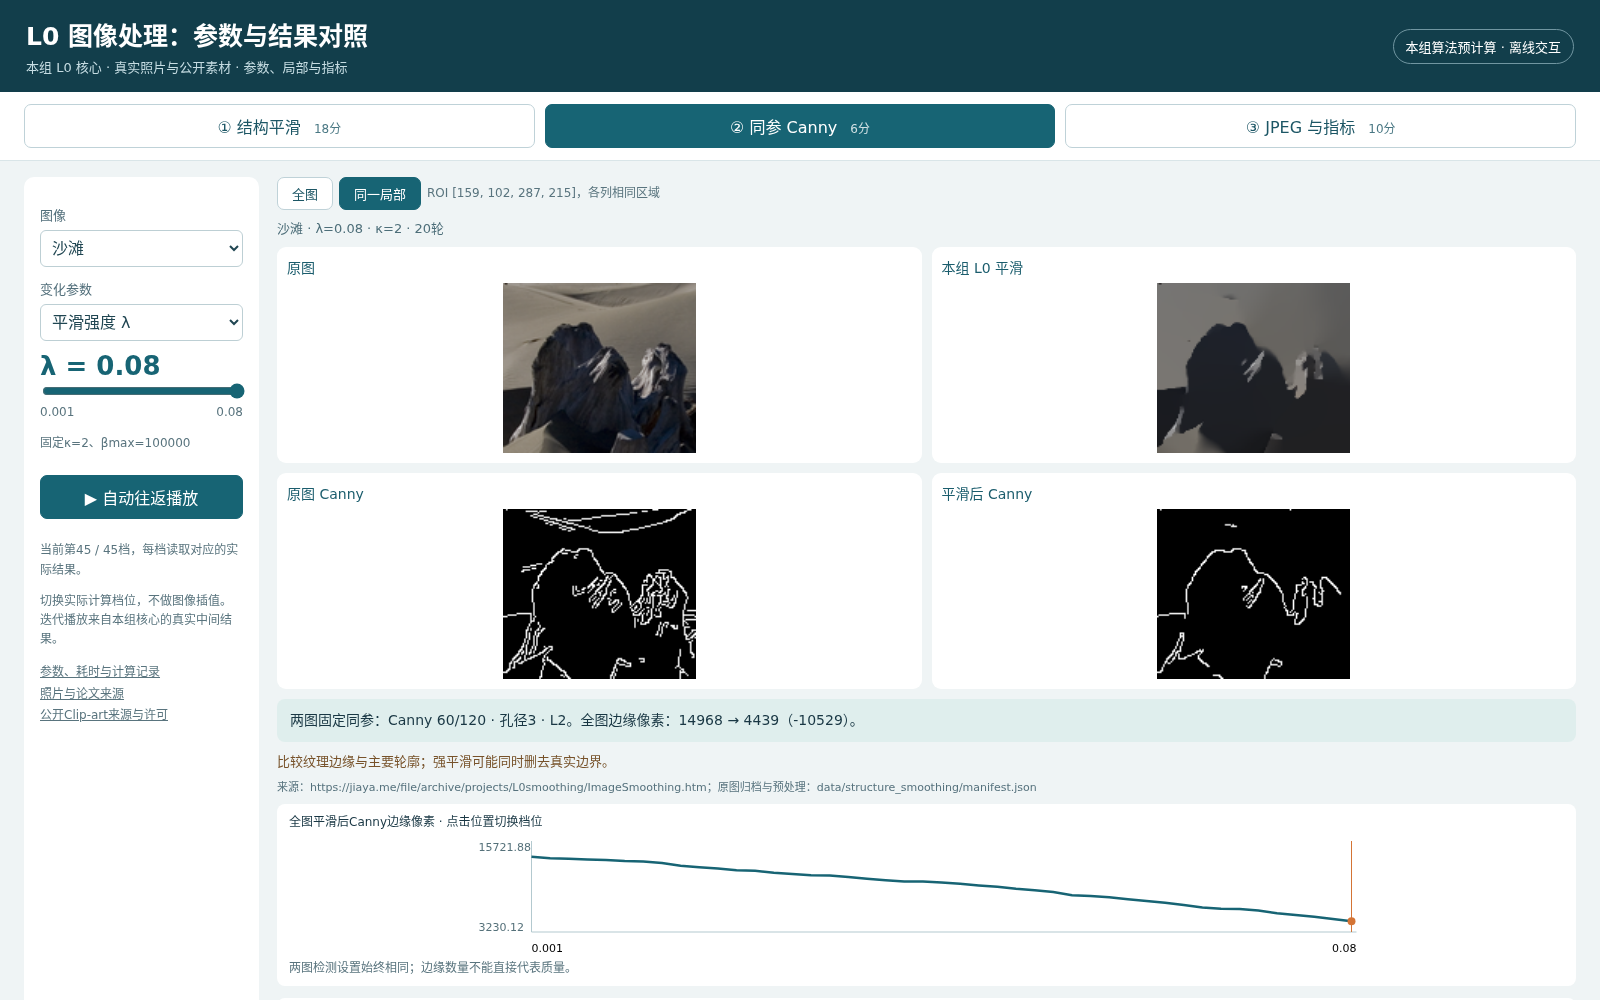 L0 图像处理：参数与结果对照
本组 L0 核心 · 真实照片与公开素材 · 参数、局部与指标
本组算法预计算 · 离线交互
① 结构平滑 18分
② 同参 Canny 6分
③ JPEG 与指标 10分
图像
沙滩
变化参数
平滑强度 λ
λ = 0.08
0.001 0.08
固定κ=2、βmax=100000
▶ 自动往返播放
当前第45 / 45档，每档读取对应的实
际结果。
切换实际计算档位，不做图像插值。
迭代播放来自本组核心的真实中间结
果。
参数、耗时与计算记录
照片与论文来源
公开Clip-art来源与许可
全图 同一局部 ROI [159, 102, 287, 215]，各列相同区域
沙滩 · λ=0.08 · κ=2 · 20轮
原图
本组 L0 平滑
原图 Canny
平滑后 Canny
两图固定同参：Canny 60/120 · 孔径3 · L2。全图边缘像素：14968 → 4439（-10529）。
比较纹理边缘与主要轮廓；强平滑可能同时删去真实边界。
来源：https://jiaya.me/file/archive/projects/L0smoothing/ImageSmoothing.htm；原图归档与预处理：data/structure_smoothing/manifest.json
全图平滑后Canny边缘像素 · 点击位置切换档位
15721.88
3230.12
0.001 0.08
两图检测设置始终相同；边缘数量不能直接代表质量。